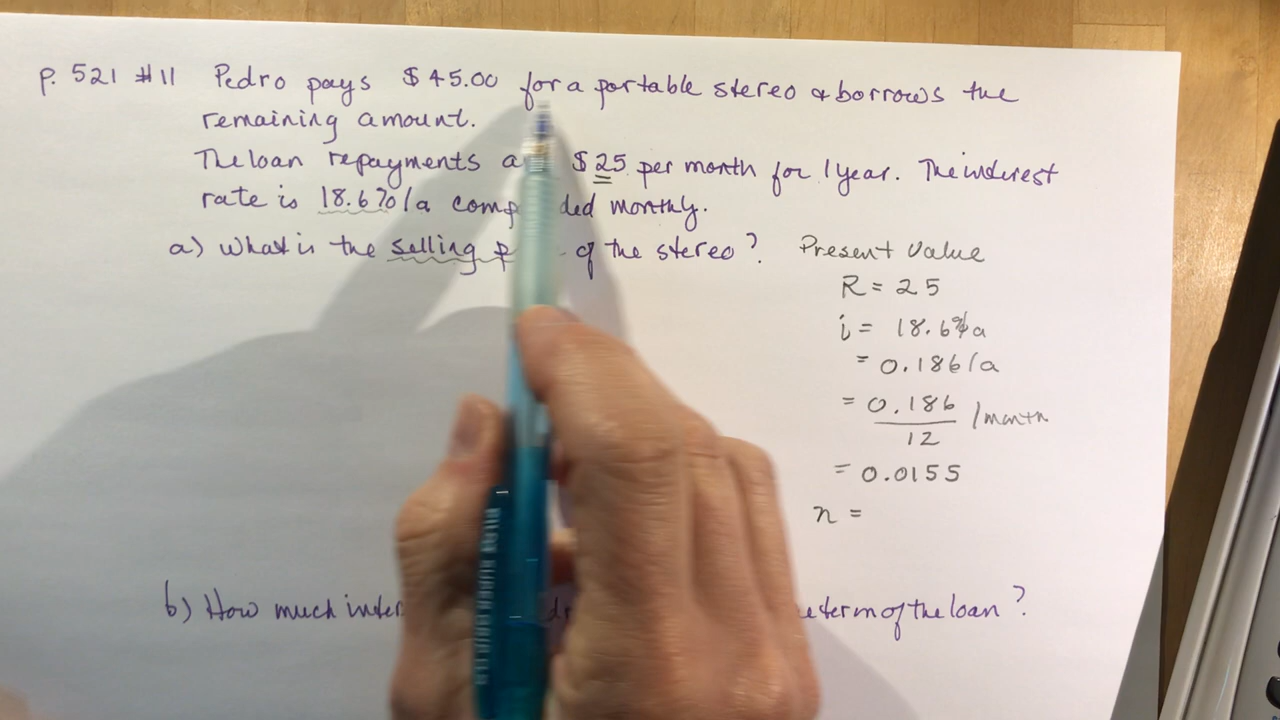 p. 521 #11 Pedro pays $45.00 for a portable stereo & borrows the
remaining amount.
The loan repayments a $25 per month for 1 year. The interest
rate is 18.6%/a comp ded monthly.
a) What is the selling p of the stereo?
Present Value
R = 25
i = 18.6%/a
= 0.186/a
= 0.186/12 /month
= 0.0155
n =
b) How much inter e term of the loan?